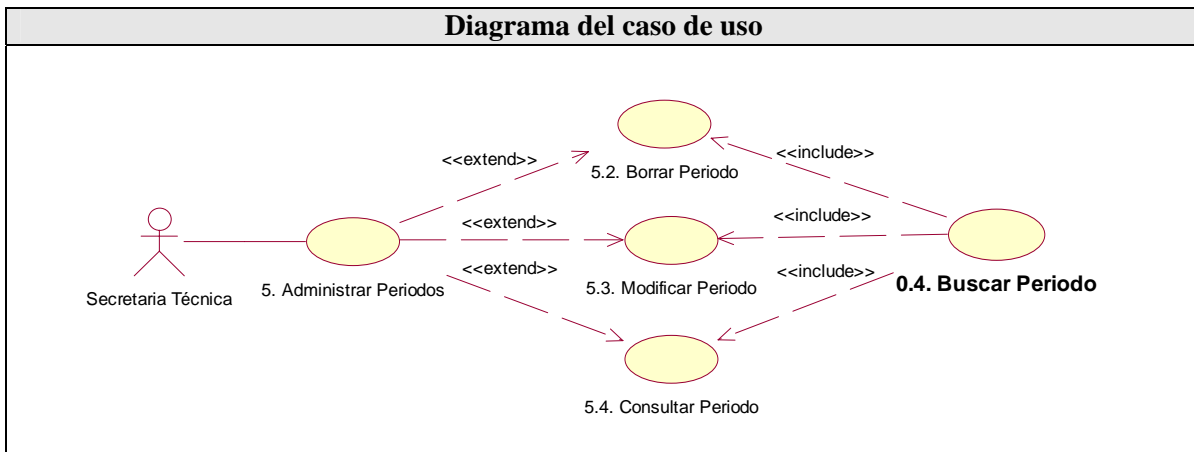 Diagrama del caso de uso
<<extend>>
<<include>>
5.2. Borrar Periodo
<<extend>>
<<include>>
Secretaria Técnica
5. Administrar Periodos
<<extend>>
5.3. Modificar Periodo
<<include>>
0.4. Buscar Periodo
5.4. Consultar Periodo